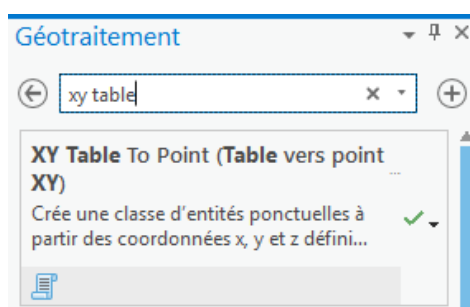 Géotraitement
xy table
XY Table To Point (Table vers point
XY)
Crée une classe d'entités ponctuelles à
partir des coordonnées x, y et z défini...